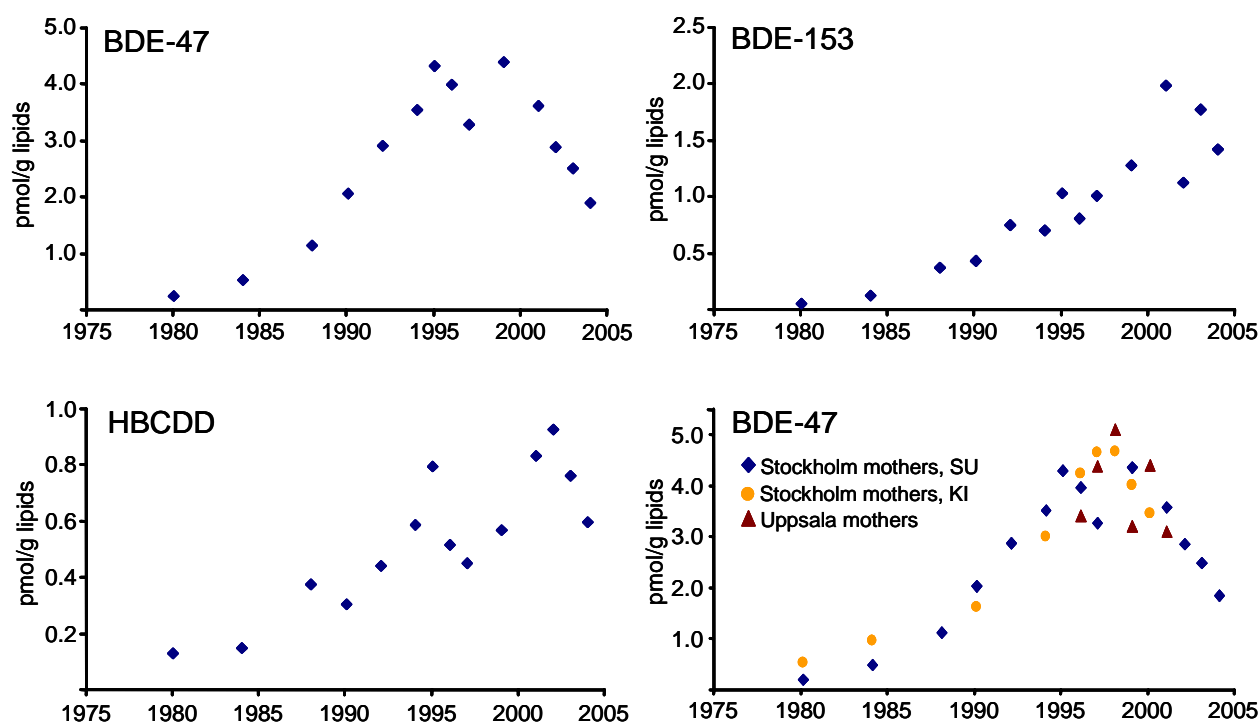 BDE-47
pmol/g lipids
5.0
4.0
3.0
2.0
1.0
1975 1980 1985 1990 1995 2000 2005
BDE-153
pmol/g lipids
2.5
2.0
1.5
1.0
0.5
1975 1980 1985 1990 1995 2000 2005
HBCDD
pmol/g lipids
1.0
0.8
0.6
0.4
0.2
1975 1980 1985 1990 1995 2000 2005
BDE-47
Stockholm mothers, SU
Stockholm mothers, KI
Uppsala mothers
pmol/g lipids
5.0
4.0
3.0
2.0
1.0
1975 1980 1985 1990 1995 2000 2005